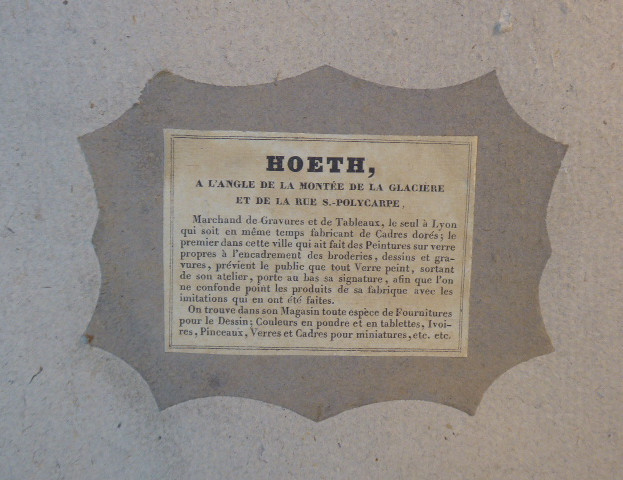 HOETH,
A L'ANGLE DE LA MONTÉE DE LA GLACIÈRE
ET DE LA RUE S.-POLYCARPE,
Marchand de Gravures et de Tableaux, le seul à Lyon
qui soit en même temps fabricant de Cadres dorés; le
premier dans cette ville qui ait fait des Peintures sur verre
propres à l'encadrement des broderies, dessins et gra-
vures, prévient le public que tout Verre peint, sortant
de son atelier, porte au bas sa signature, afin que l'on
ne confonde point les produits de sa fabrique avec les
imitations qui en ont été faites.
On trouve dans son Magasin toute espèce de Fournitures
pour le Dessin; Couleurs en poudre et en tablettes, Ivoi-
res, Pinceaux, Verres et Cadres pour miniatures, etc. etc.